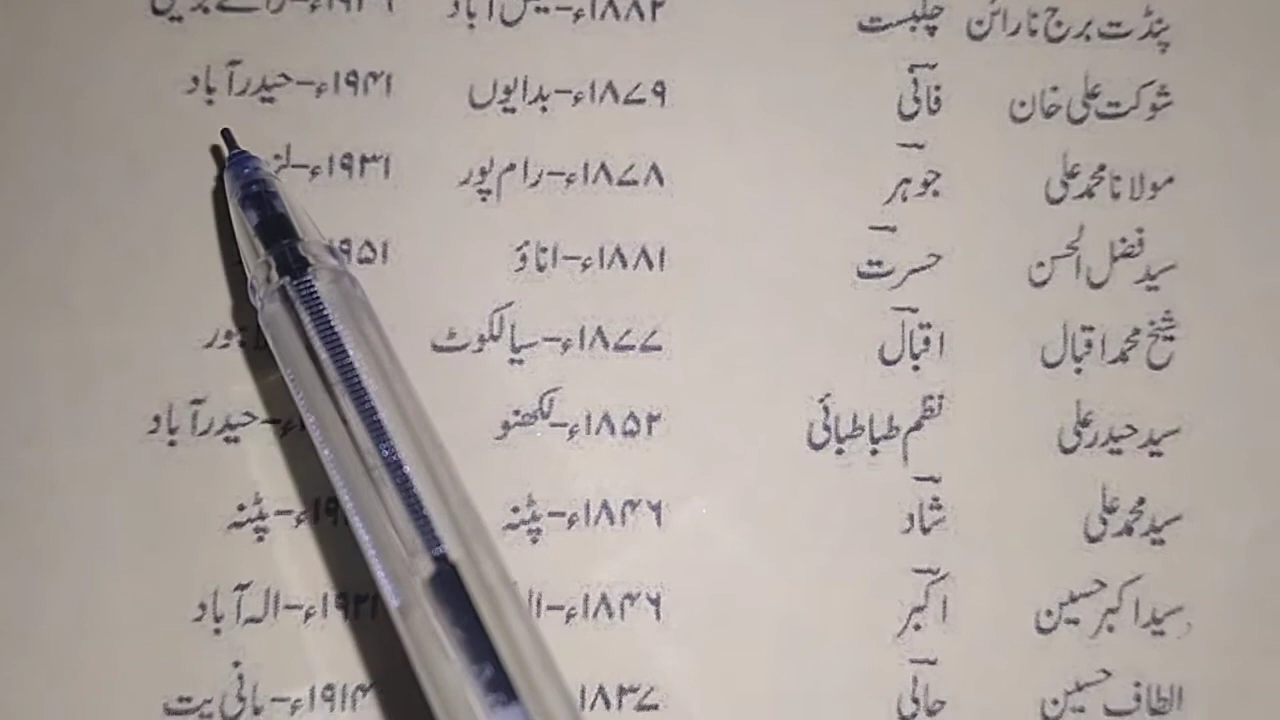 پنڈت برج نارائن چکبست ۱۸۸۲ء-فیض آباد
شوکت علی خان فانی ۱۸۷۹ء-بدایوں ۱۹۴۱ء-حیدرآباد
مولانا محمد علی جوہر ۱۸۷۸ء-رام پور ۱۹۳۱ء-
سید فضل الحسن حسرت ۱۸۸۱ء-اناؤ
شیخ محمد اقبال اقبال ۱۸۷۷ء-سیالکوٹ لاہور
سید حیدر علی نظم طباطبائی ۱۸۵۲ء-لکھنو حیدرآباد
سید محمد علی شاد ۱۸۴۶ء-پٹنہ پٹنہ
سید اکبر حسین اکبر ۱۸۴۶ء- ۱۹۲۱ء-الہ آباد
الطاف حسین حالی ۱۸۳۷ ۱۹۱۴ء-پانی پت